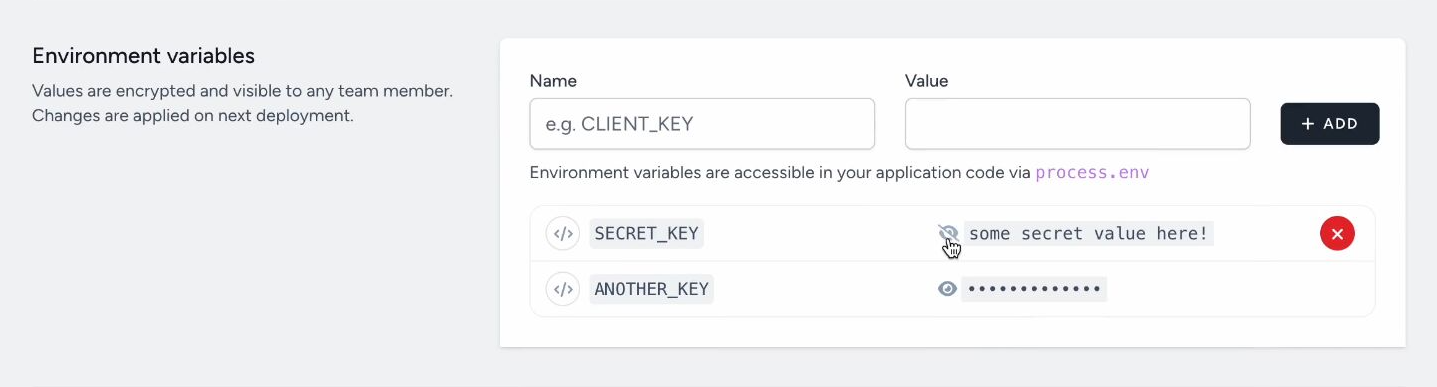 Environment variables
Values are encrypted and visible to any team member.
Changes are applied on next deployment.
Name
Value
e.g. CLIENT_KEY
+ ADD
Environment variables are accessible in your application code via process.env
</> SECRET_KEY
some secret value here!
</> ANOTHER_KEY
•••••••••••••